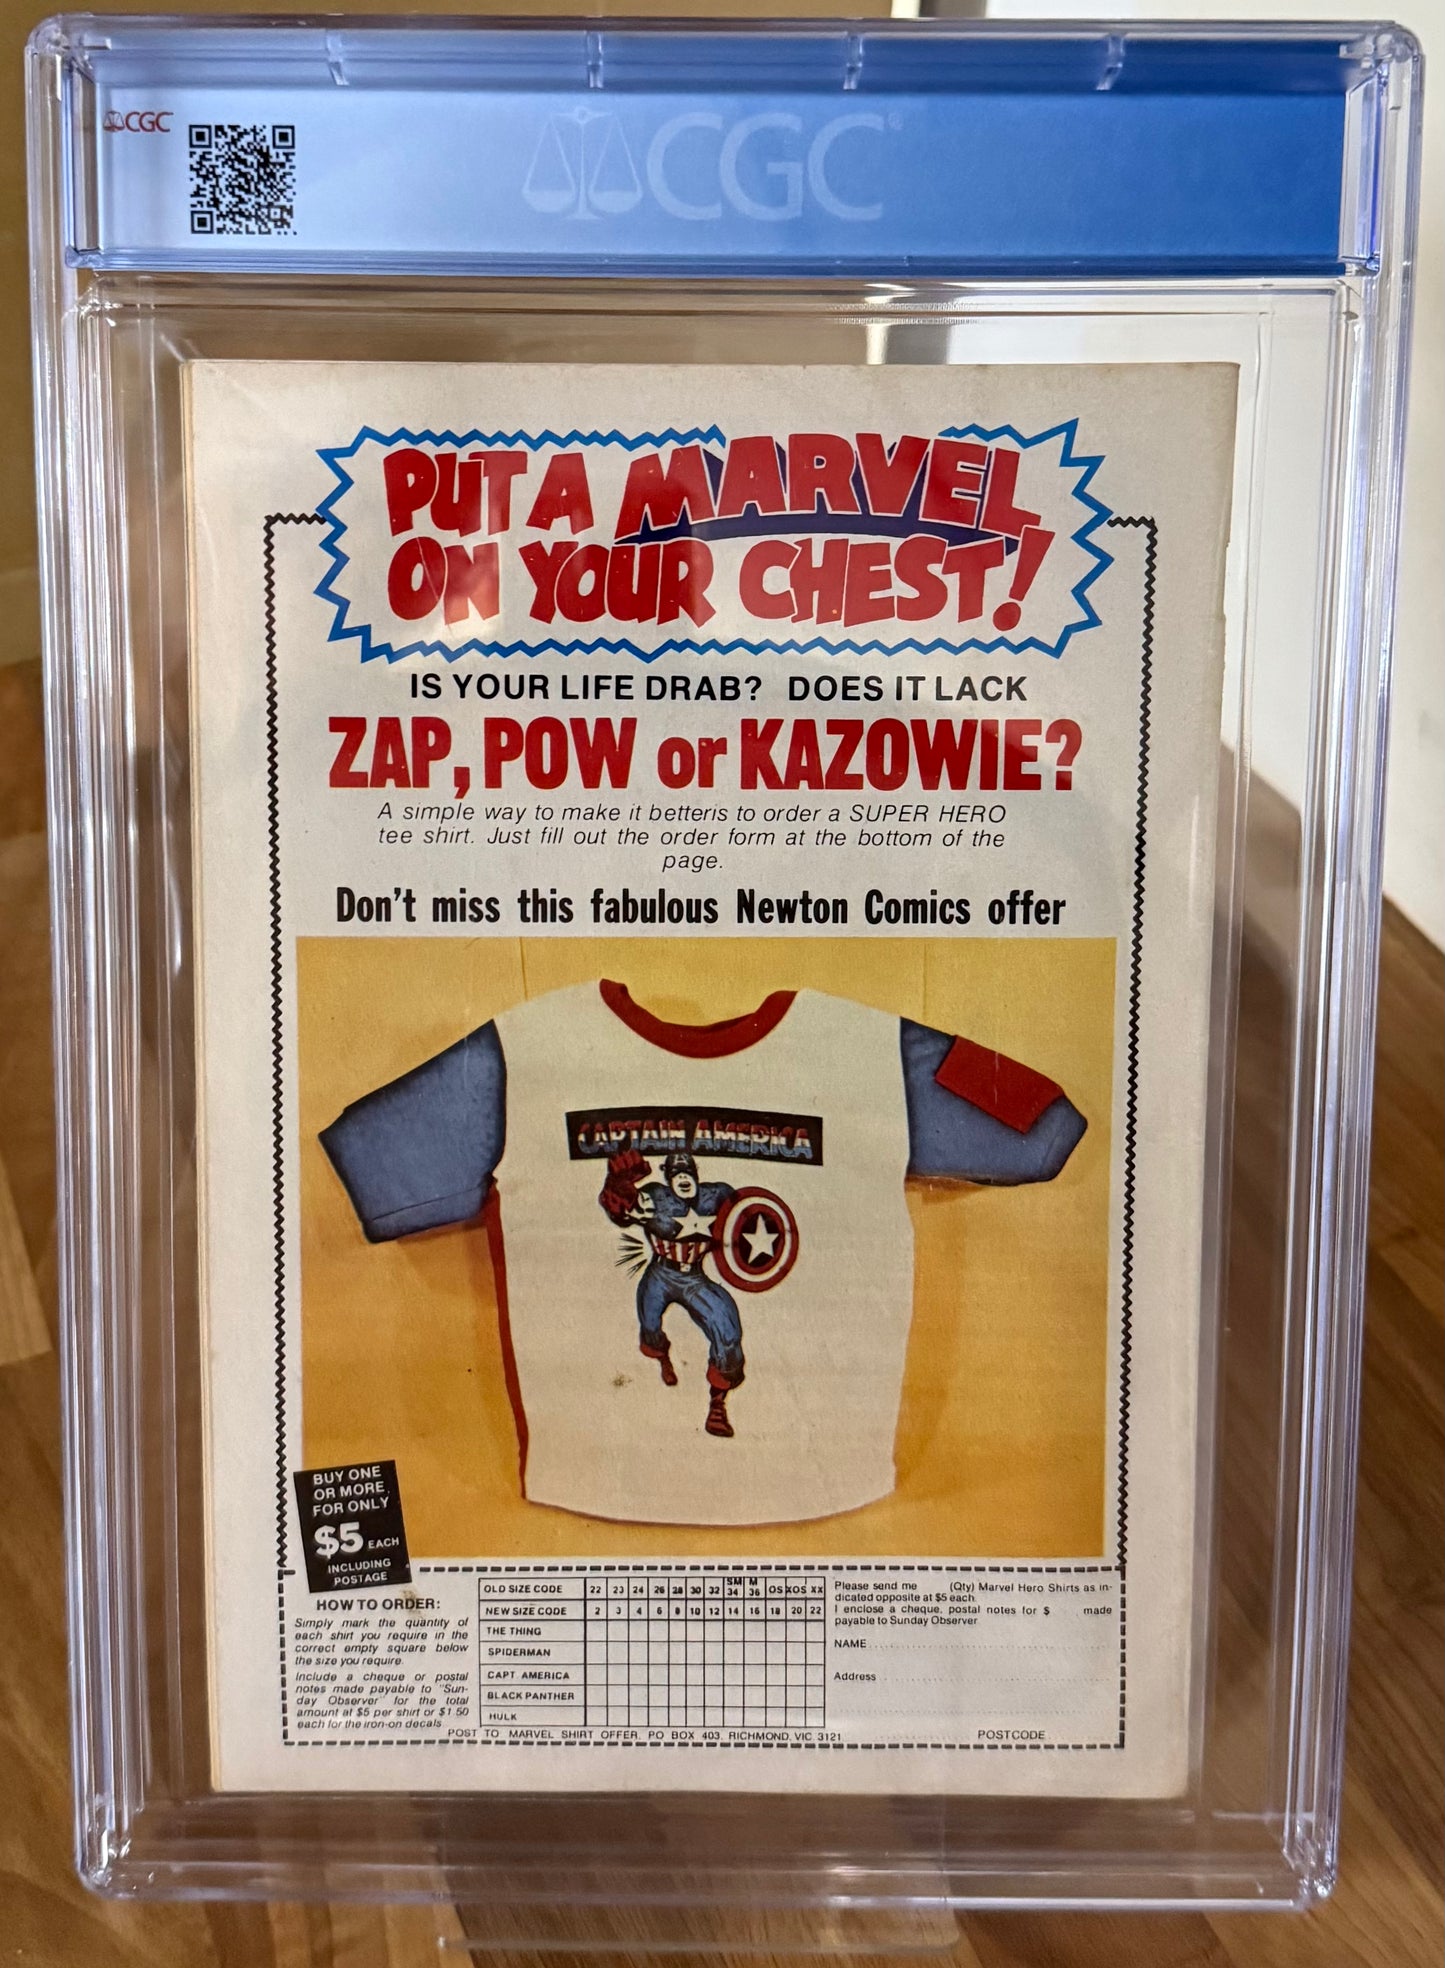 CGC
CGC
PUT A MARVEL
ON YOUR CHEST!
IS YOUR LIFE DRAB? DOES IT LACK
ZAP, POW or KAZOWIE?
A simple way to make it betteris to order a SUPER HERO
tee shirt. Just fill out the order form at the bottom of the
page.
Don't miss this fabulous Newton Comics offer
CAPTAIN AMERICA
A
BUY ONE
OR MORE
FOR ONLY
$5 EACH
INCLUDING
POSTAGE
HOW TO ORDER:
Simply mark the quantity of
each shirt you require in the
correct empty square below
the size you require.
Include a cheque or postal
notes made payable to "Sun-
day Observer" for the total
amount at $5 per shirt or $1.50
each for the iron-on decals
OLD SIZE CODE 22 23 24 26 28 30 32 SM 34 M 36 OS XOS XX
NEW SIZE CODE 2 3 4 6 8 10 12 14 16 18 20 22
THE THING
SPIDERMAN
CAPT. AMERICA
BLACK PANTHER
HULK
Please send me (Qty) Marvel Hero Shirts as in-
dicated opposite at $5 each.
I enclose a cheque, postal notes for $ made
payable to Sunday Observer
NAME
Address
POSTCODE
POST TO MARVEL SHIRT OFFER. PO BOX 403. RICHMOND, VIC. 3121